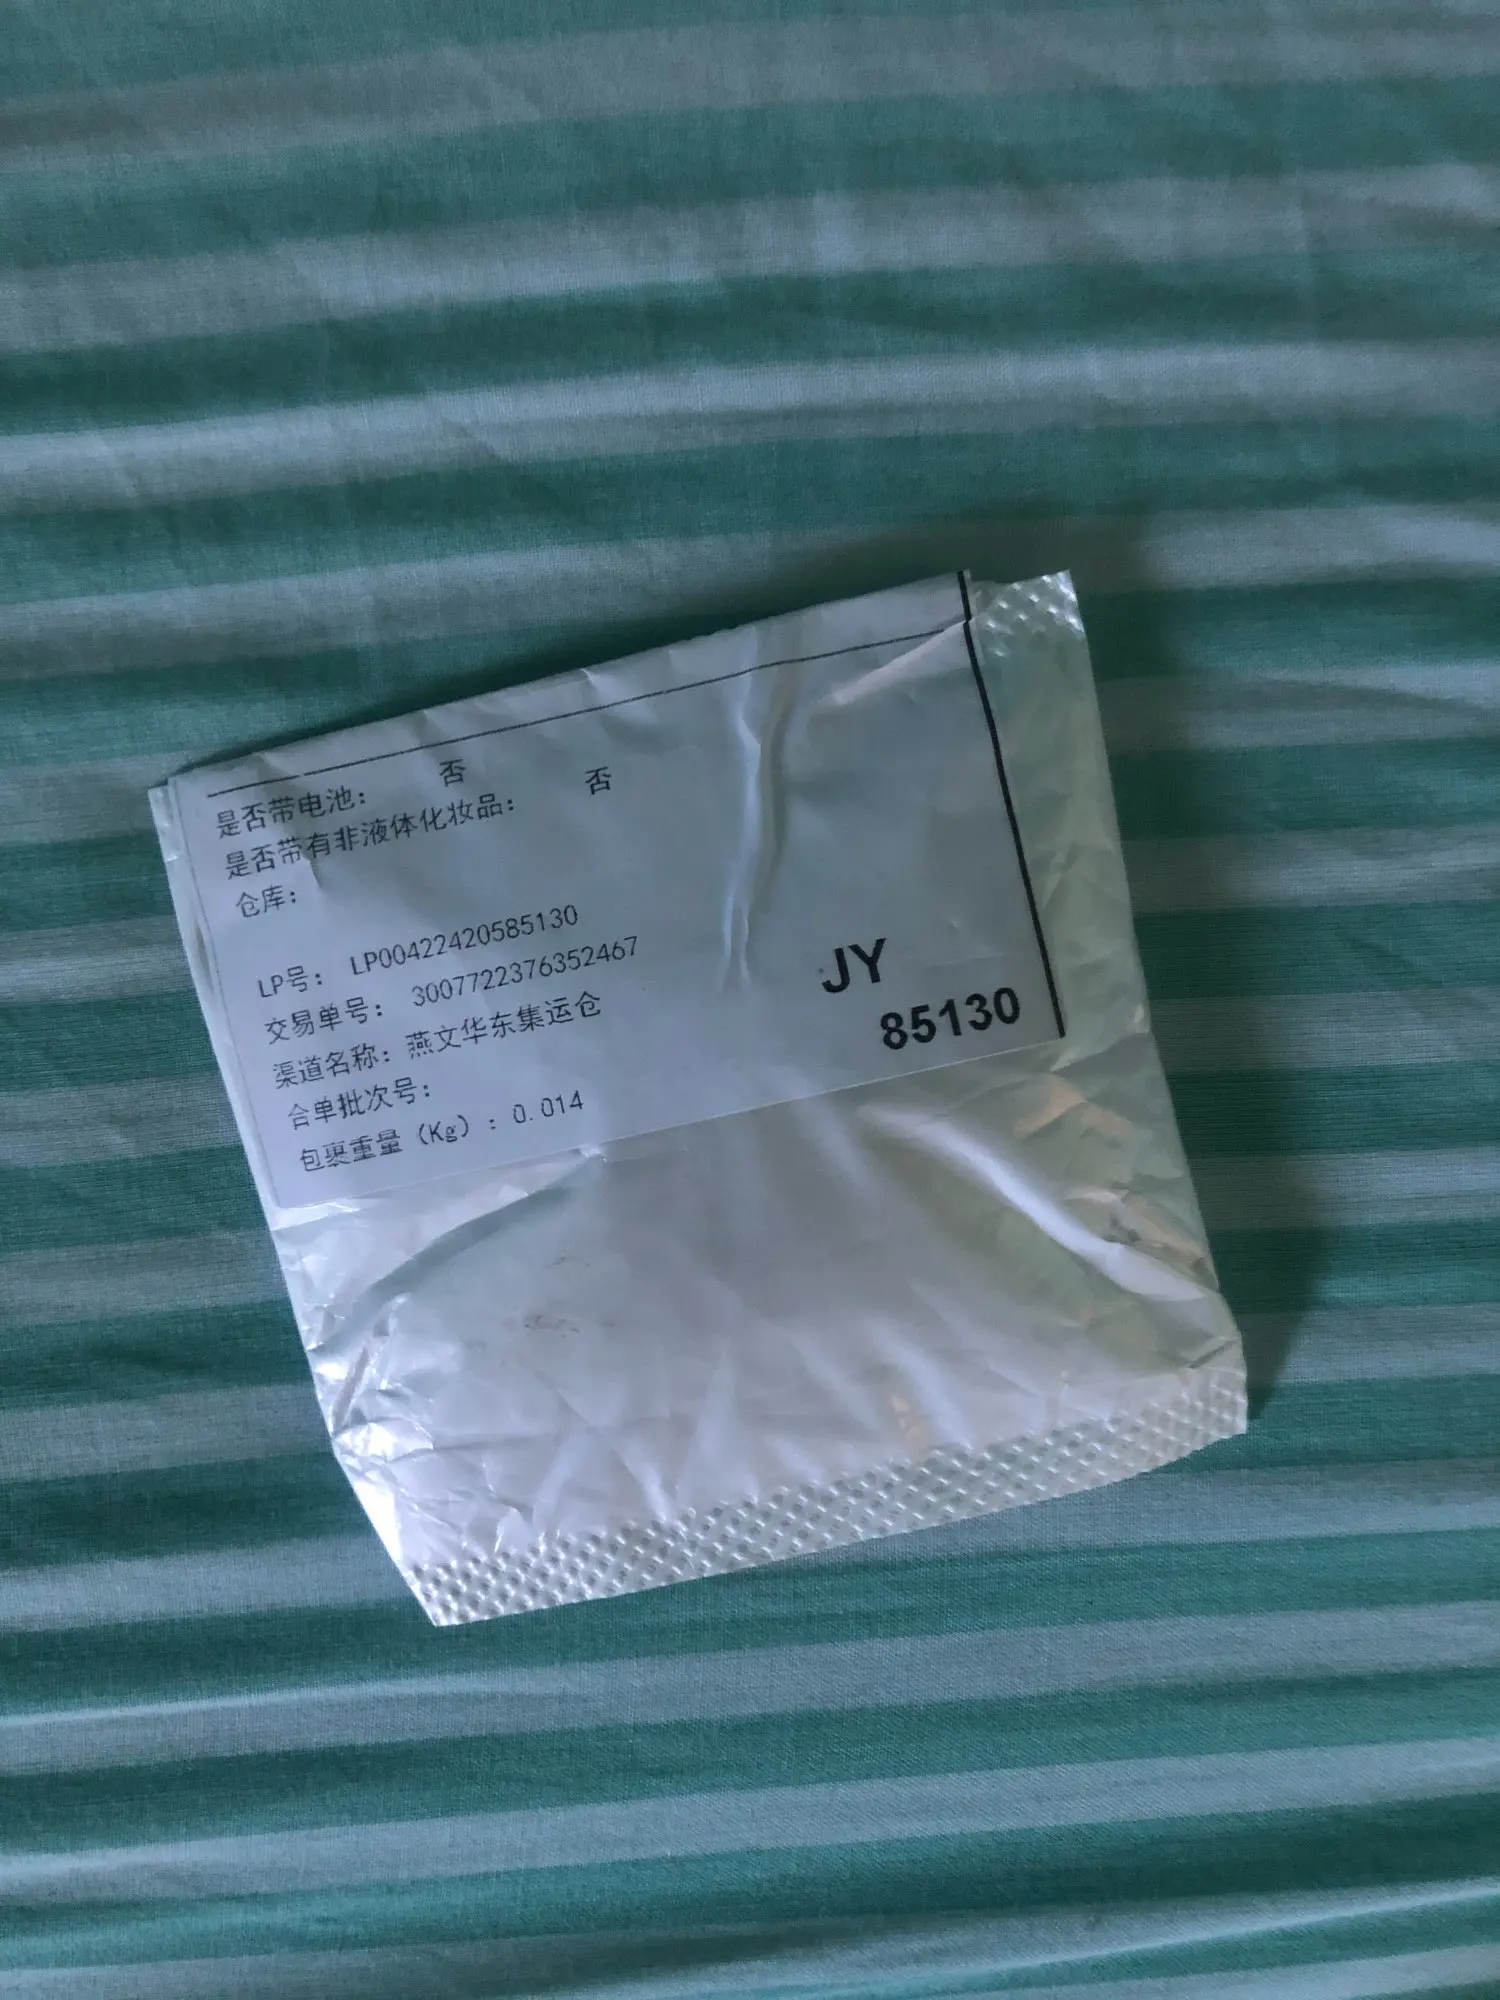 是否带电池: 否
是否带有非液体化妆品: 否
仓库:
LP号: LP00422420585130
交易单号: 3007722376352467
渠道名称: 燕文华东集运仓
合单批次号:
包裹重量 (Kg) : 0.014
JY
85130